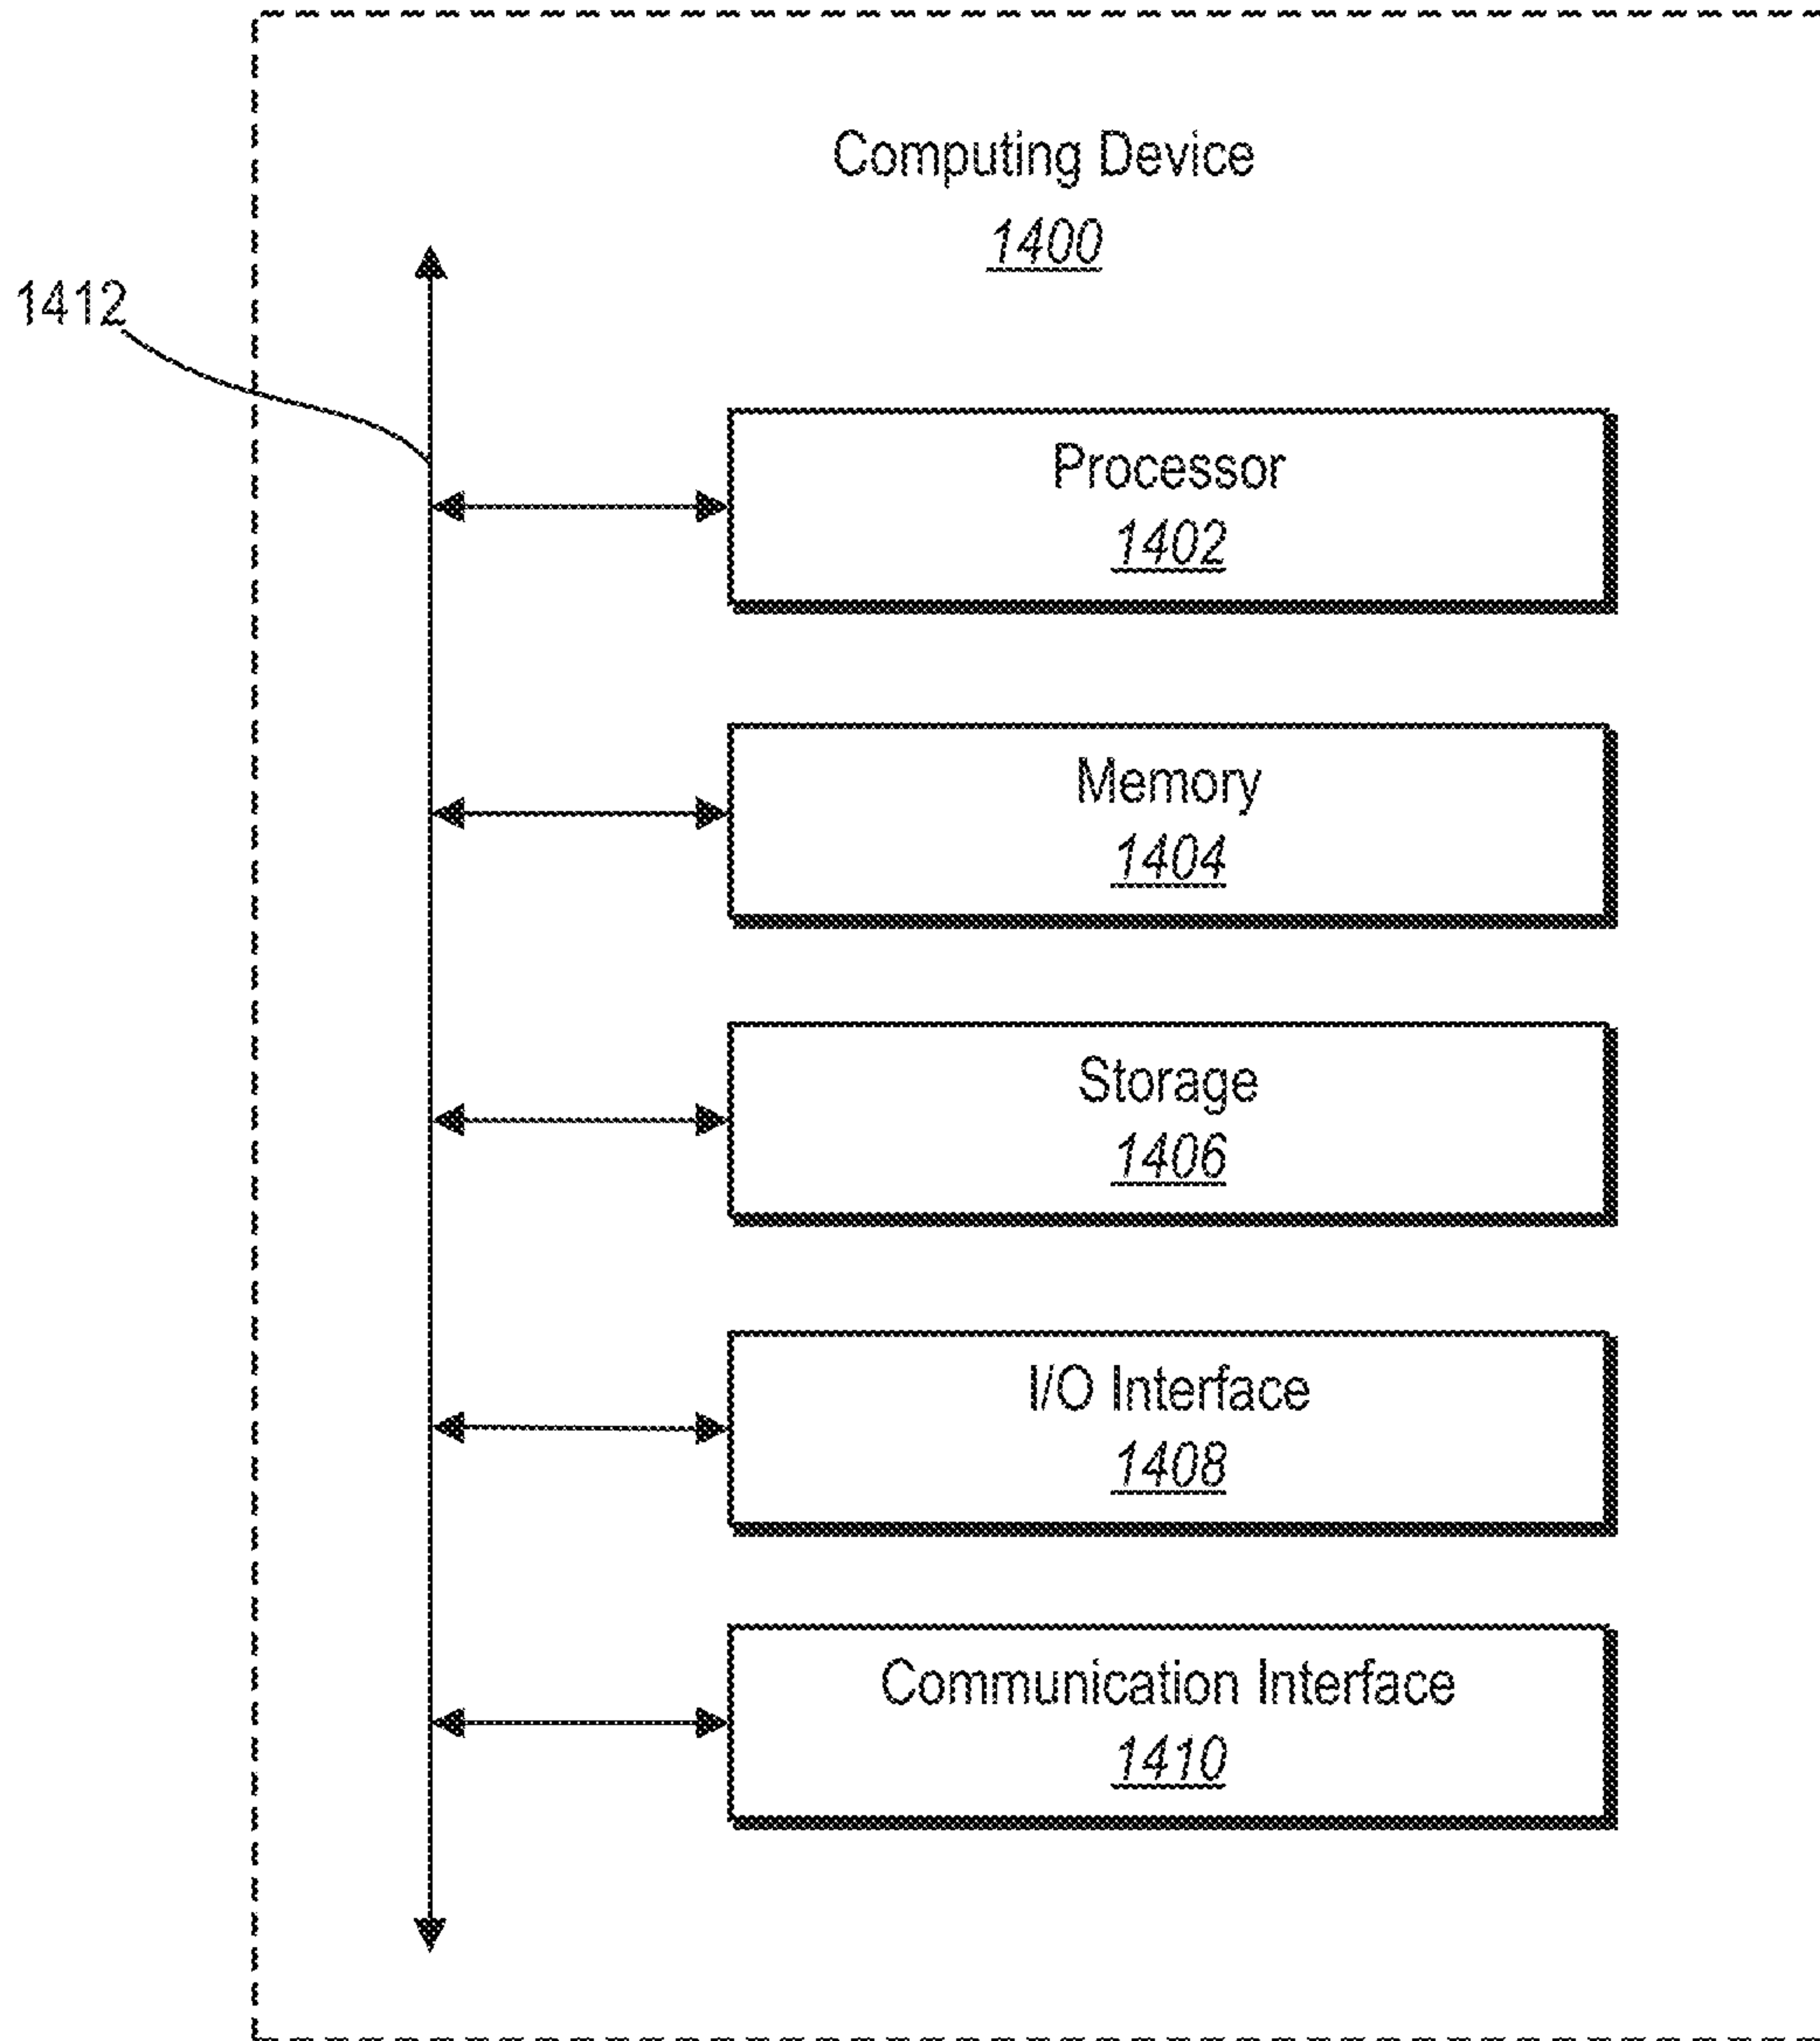 Computing Device
1400
1412
Processor
1402
Memory
1404
Storage
1406
I/O Interface
1408
Communication Interface
1410